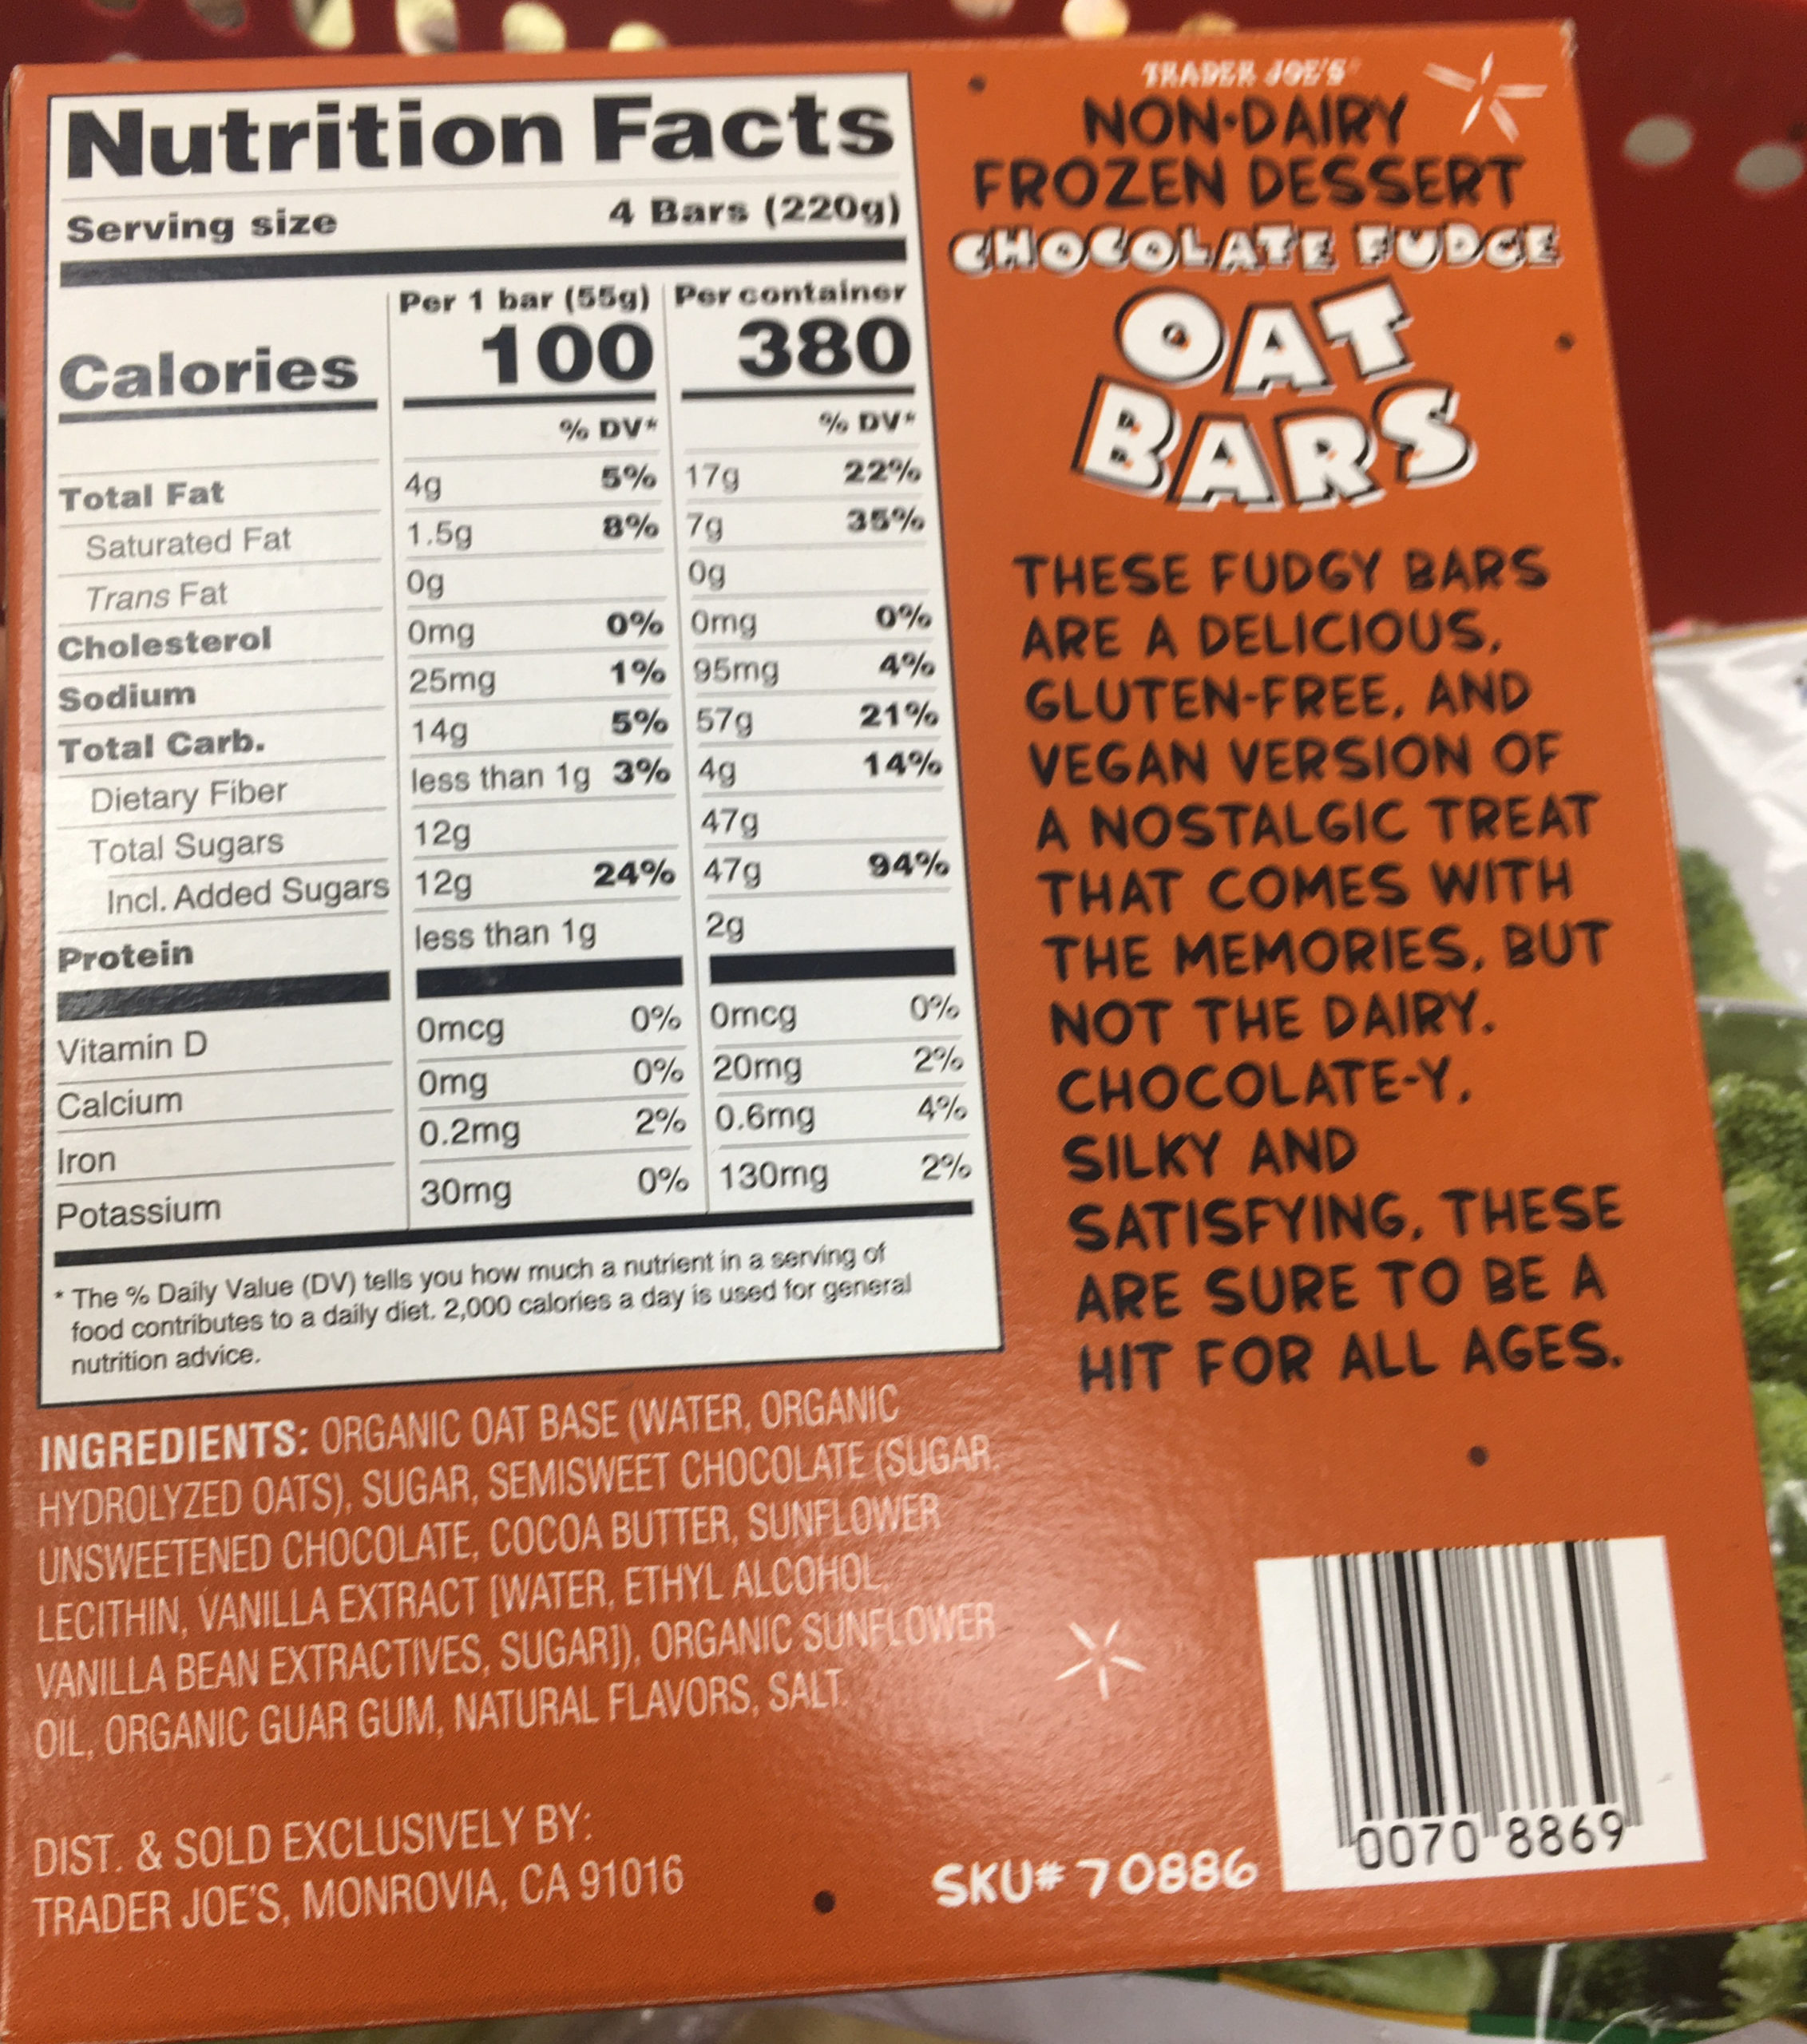 Nutrition Facts
Serving size 4 Bars (220g)
Per 1 bar (55g) Per container
Calories 100 380
% DV* % DV*
Total Fat 4g 5% 17g 22%
Saturated Fat 1.5g 8% 7g 35%
Trans Fat 0g 0g
Cholesterol 0mg 0% 0mg 0%
Sodium 25mg 1% 95mg 4%
Total Carb. 14g 5% 57g 21%
Dietary Fiber less than 1g 3% 4g 14%
Total Sugars 12g 47g
Incl. Added Sugars 12g 24% 47g 94%
Protein less than 1g 2g
Vitamin D 0mcg 0% 0mcg 0%
Calcium 0mg 0% 20mg 2%
Iron 0.2mg 2% 0.6mg 4%
Potassium 30mg 0% 130mg 2%
* The % Daily Value (DV) tells you how much a nutrient in a serving of
food contributes to a daily diet. 2,000 calories a day is used for general
nutrition advice.
INGREDIENTS: ORGANIC OAT BASE (WATER, ORGANIC
HYDROLYZED OATS), SUGAR, SEMISWEET CHOCOLATE (SUGAR,
UNSWEETENED CHOCOLATE, COCOA BUTTER, SUNFLOWER
LECITHIN, VANILLA EXTRACT [WATER, ETHYL ALCOHOL,
VANILLA BEAN EXTRACTIVES, SUGAR]), ORGANIC SUNFLOWER
OIL, ORGANIC GUAR GUM, NATURAL FLAVORS, SALT.
DIST. & SOLD EXCLUSIVELY BY:
TRADER JOE'S, MONROVIA, CA 91016
TRADER JOE'S
NON-DAIRY
FROZEN DESSERT
CHOCOLATE FUDGE
OAT
BARS
THESE FUDGY BARS
ARE A DELICIOUS,
GLUTEN-FREE, AND
VEGAN VERSION OF
A NOSTALGIC TREAT
THAT COMES WITH
THE MEMORIES, BUT
NOT THE DAIRY.
CHOCOLATE-Y,
SILKY AND
SATISFYING, THESE
ARE SURE TO BE A
HIT FOR ALL AGES.
SKU# 70886
0070 8869